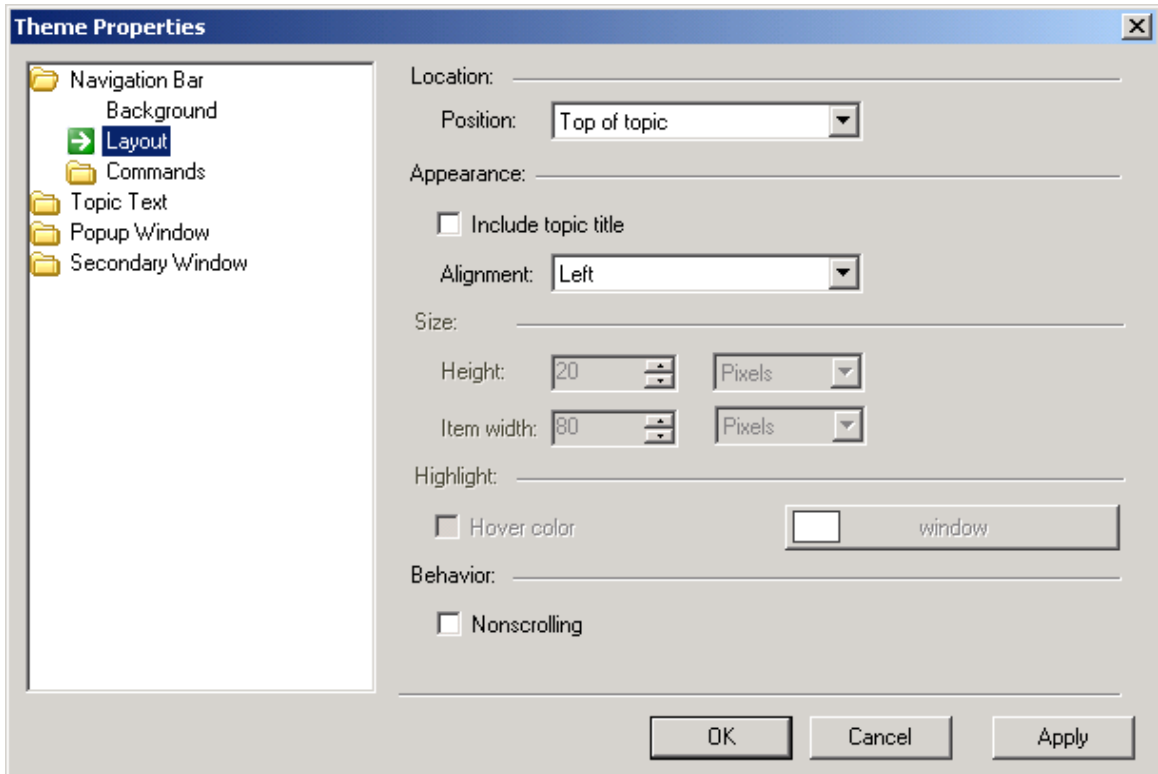 Theme Properties
Navigation Bar
Background
Layout
Commands
Topic Text
Popup Window
Secondary Window
Location:
Position: Top of topic
Appearance:
Include topic title
Alignment: Left
Size:
Height: 20 Pixels
Item width: 80 Pixels
Highlight:
Hover color window
Behavior:
Nonscrolling
OK Cancel Apply